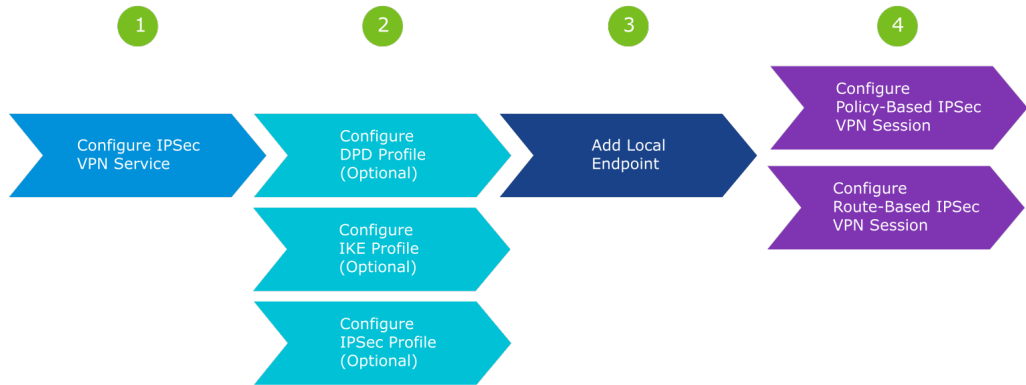 1
2
3
4
Configure IPSec
VPN Service
Configure
DPD Profile
(Optional)
Configure
IKE Profile
(Optional)
Configure
IPSec Profile
(Optional)
Add Local
Endpoint
Configure
Policy-Based IPSec
VPN Session
Configure
Route-Based IPSec
VPN Session